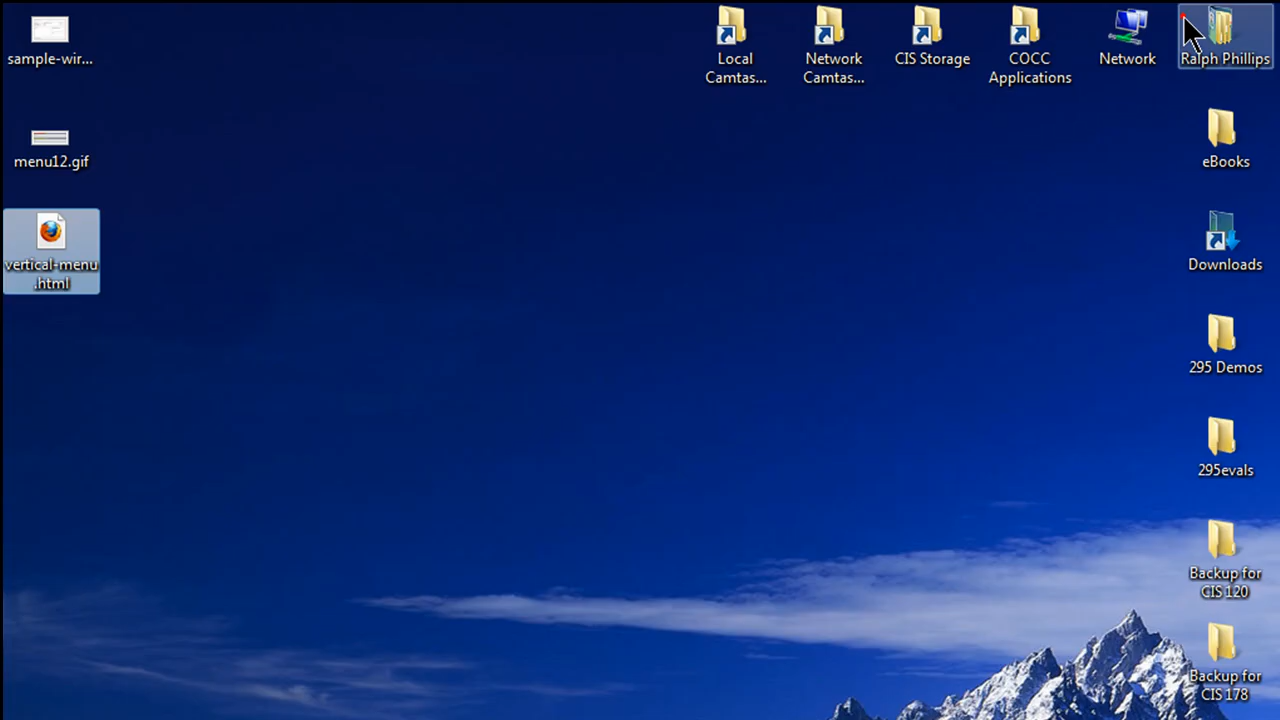 sample-wir...
menu12.gif
vertical-menu
.html
Local
Camtas...
Network
Camtas...
CIS Storage
COCC
Applications
Network
Ralph Phillips
eBooks
Downloads
295 Demos
295evals
Backup for
CIS 120
Backup for
CIS 178